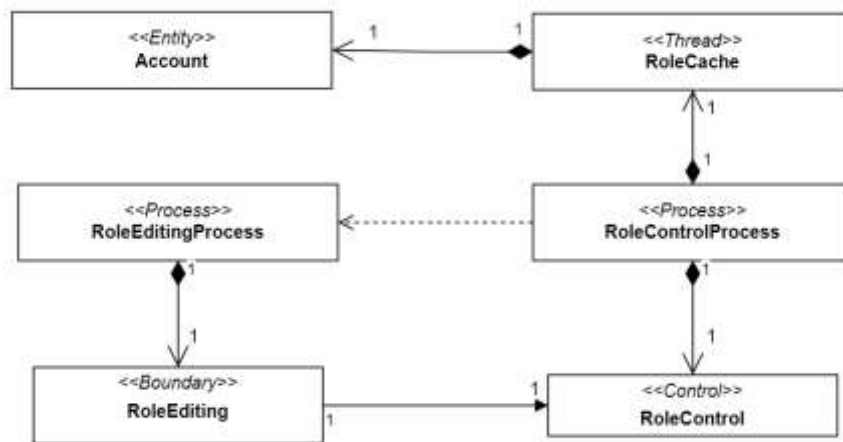 <<Entity>>
Account
1
1
<<Thread>>
RoleCache
1
1
<<Process>>
RoleEditingProcess
<<Process>>
RoleControlProcess
1
1
1
1
<<Boundary>>
RoleEditing
1
1
<<Control>>
RoleControl